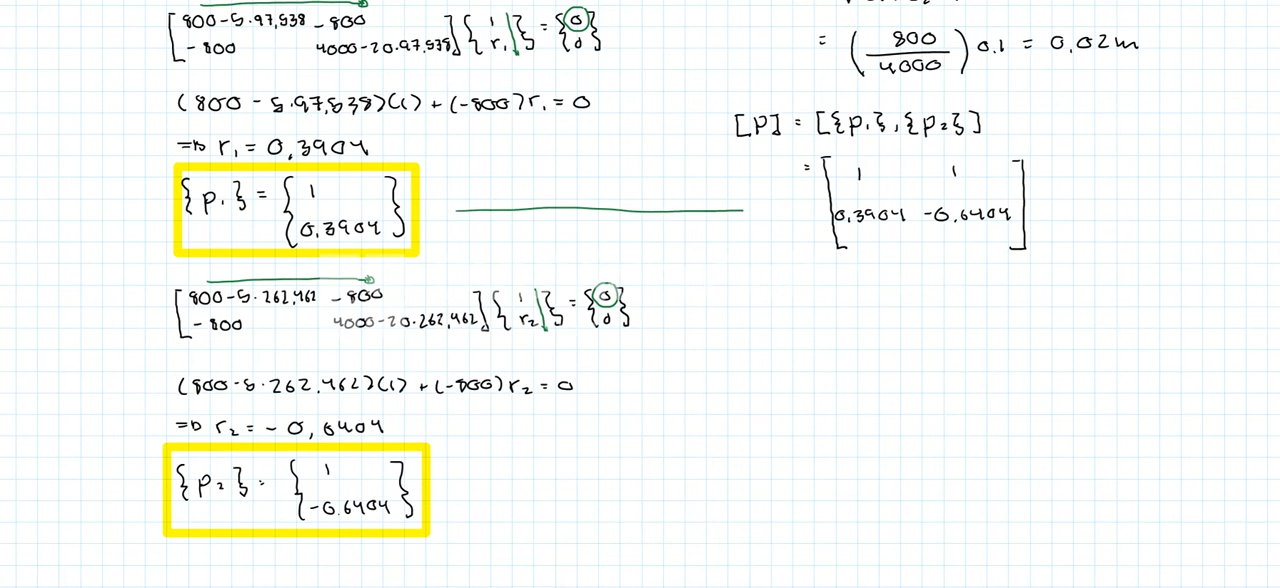 [800-5.97,538 -800
-800 4000-20.97,538] {1 r₁} = {0 0}
(800 - 5.97,538)(1) + (-800)r₁ = 0
⇒ r₁ = 0,3904
{p₁} = {1 0,3904}
[800-5.262,462 -800
-800 4000-20.262,462] {1 r₂} = {0 0}
(800-5.262,462)(1) + (-800)r₂ = 0
⇒ r₂ = - 0,6404
{p₂} = {1 -0.6404}
= (800/4000) 0.1 = 0,02m
[P] = [{p₁},{p₂}]
= [1 1
0,3904 -0,6404]